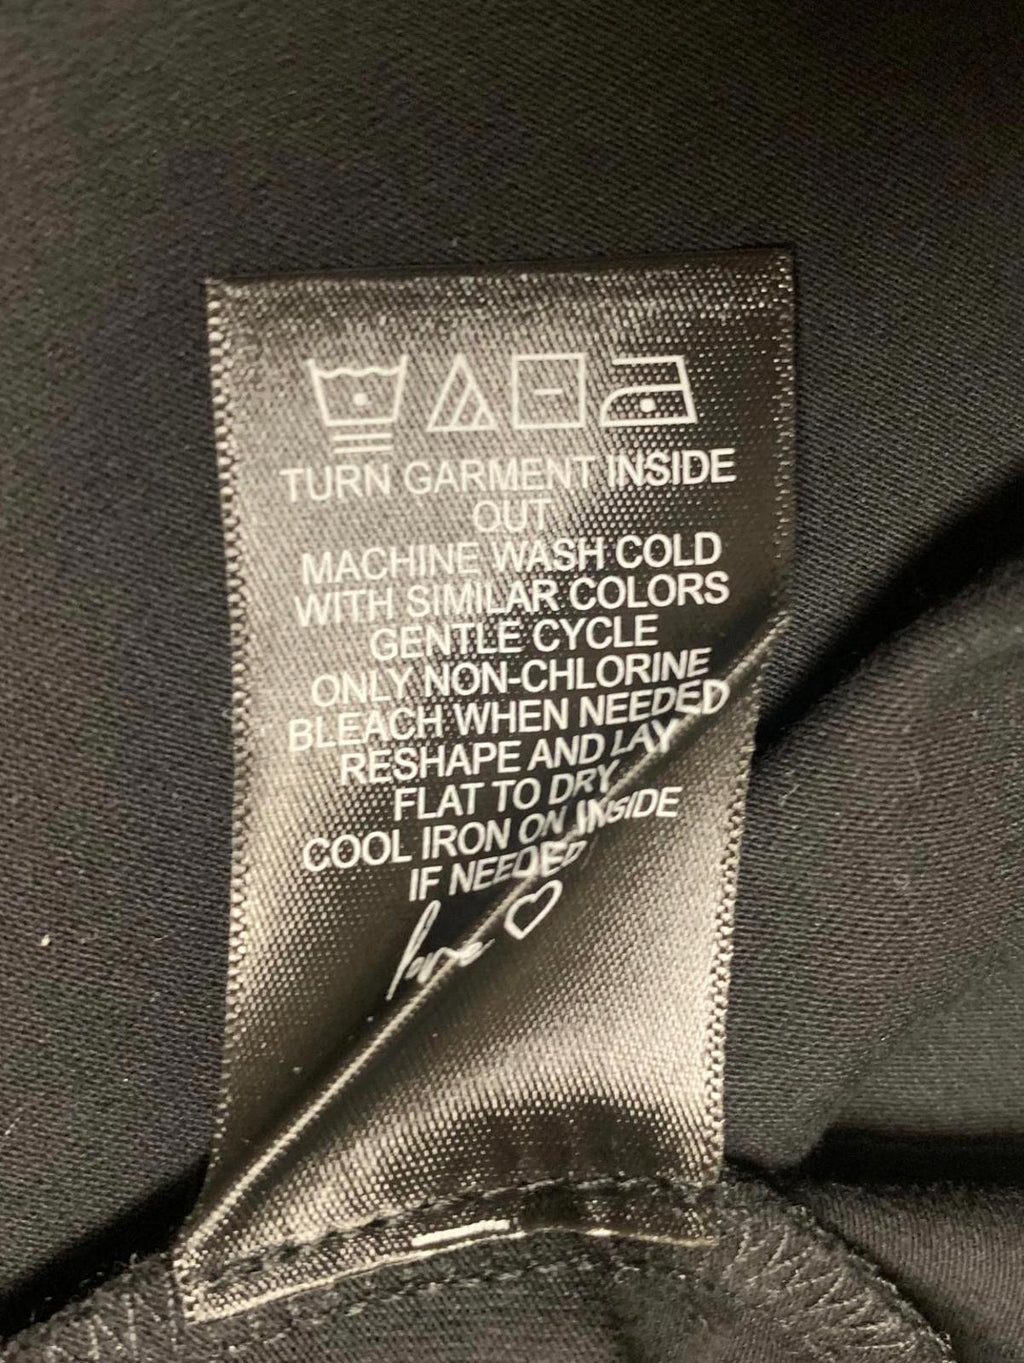 TURN GARMENT INSIDE
OUT
MACHINE WASH COLD
WITH SIMILAR COLORS
GENTLE CYCLE
ONLY NON-CHLORINE
BLEACH WHEN NEEDED
RESHAPE AND LAY
FLAT TO DRY
COOL IRON ON INSIDE
IF NEEDED
love ♡